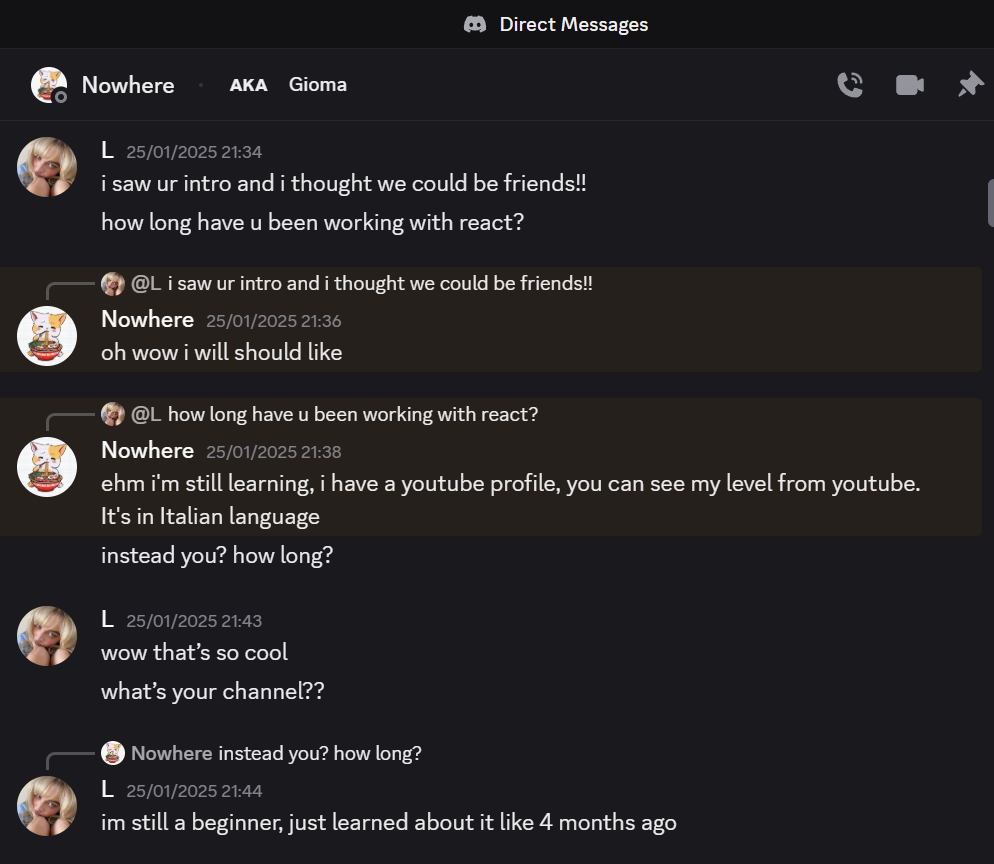 Direct Messages
Nowhere AKA Gioma
L 25/01/2025 21:34
i saw ur intro and i thought we could be friends!!
how long have u been working with react?
@L i saw ur intro and i thought we could be friends!!
Nowhere 25/01/2025 21:36
oh wow i will should like
@L how long have u been working with react?
Nowhere 25/01/2025 21:38
ehm i'm still learning, i have a youtube profile, you can see my level from youtube.
It's in Italian language
instead you? how long?
L 25/01/2025 21:43
wow that’s so cool
what’s your channel??
Nowhere instead you? how long?
L 25/01/2025 21:44
im still a beginner, just learned about it like 4 months ago